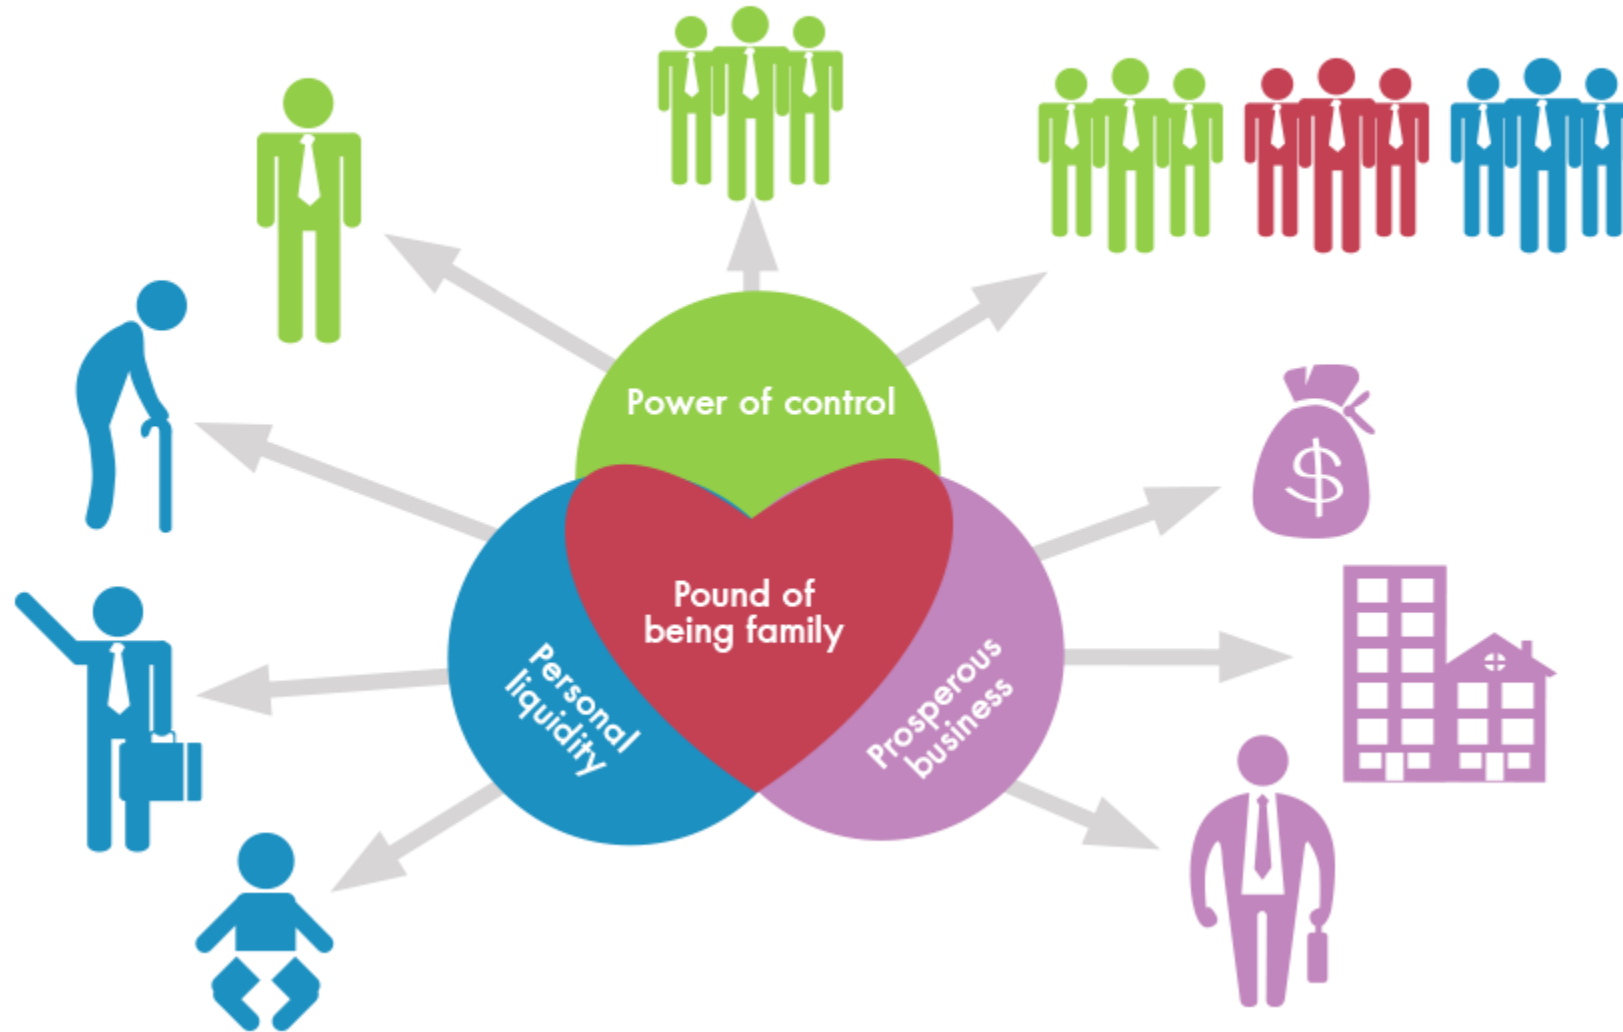 Power of control
Pound of
being family
Personal
liquidity
Prosperous
business
$